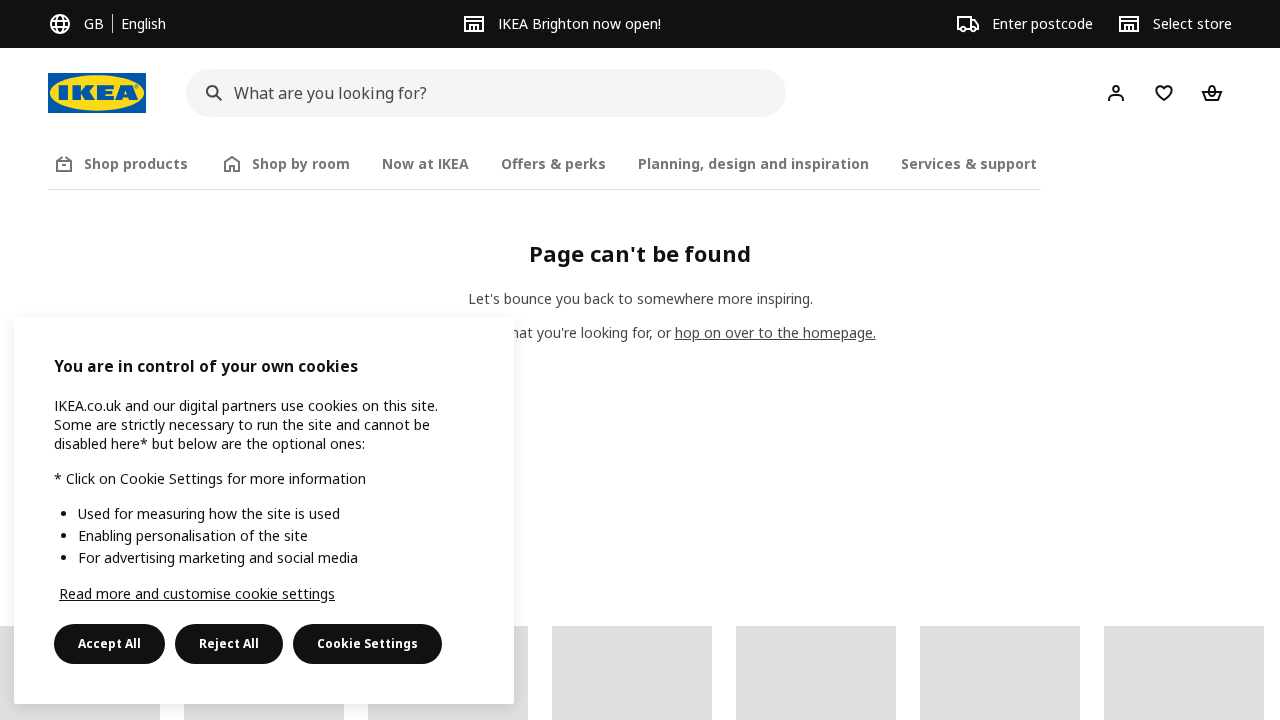 GB English
IKEA Brighton now open!
Enter postcode
Select store
IKEA
What are you looking for?
Shop products
Shop by room
Now at IKEA
Offers & perks
Planning, design and inspiration
Services & support
Page can't be found
Let's bounce you back to somewhere more inspiring.
you're looking for, or hop on over to the homepage.
You are in control of your own cookies
IKEA.co.uk and our digital partners use cookies on this site.
Some are strictly necessary to run the site and cannot be
disabled here* but below are the optional ones:
* Click on Cookie Settings for more information
Used for measuring how the site is used
Enabling personalisation of the site
For advertising marketing and social media
Read more and customise cookie settings
Accept All
Reject All
Cookie Settings